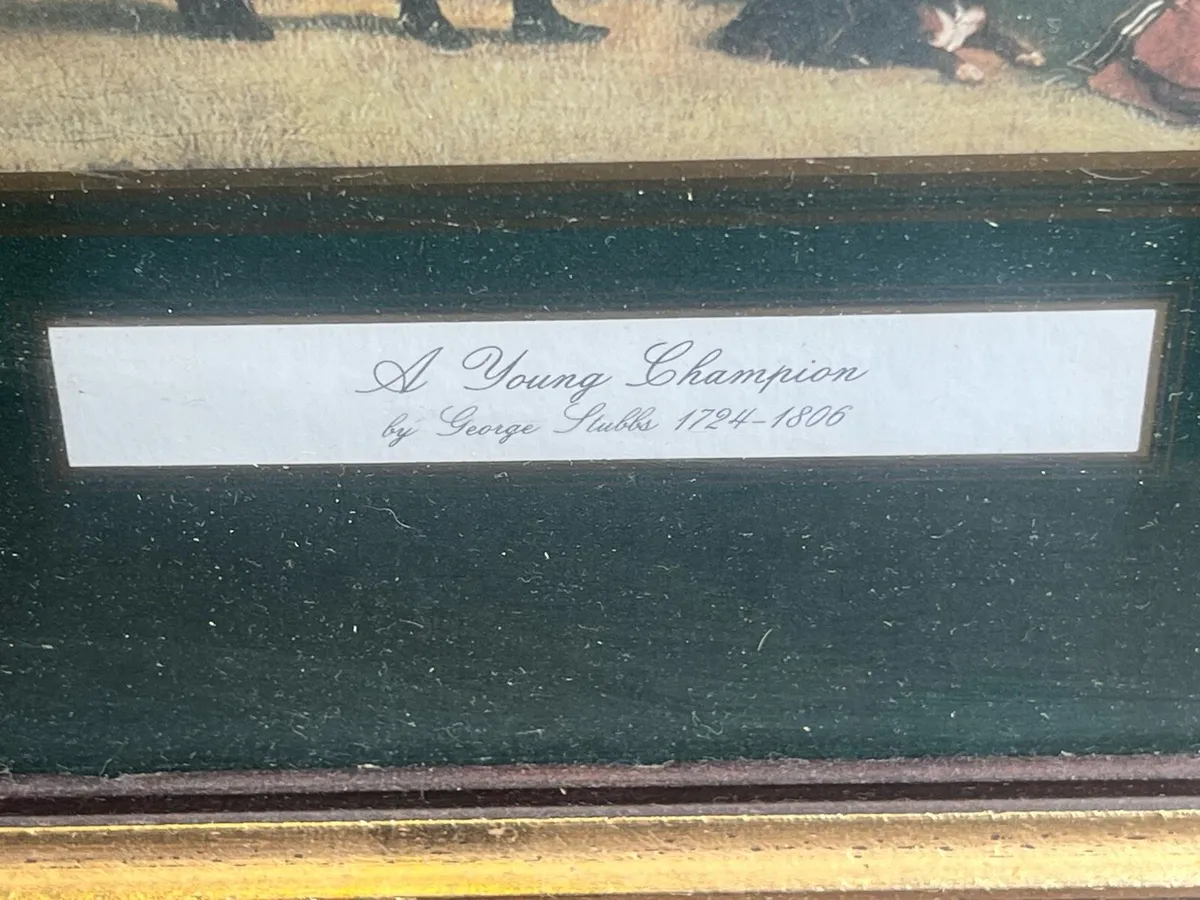 A Young Champion
by George Stubbs 1724-1806